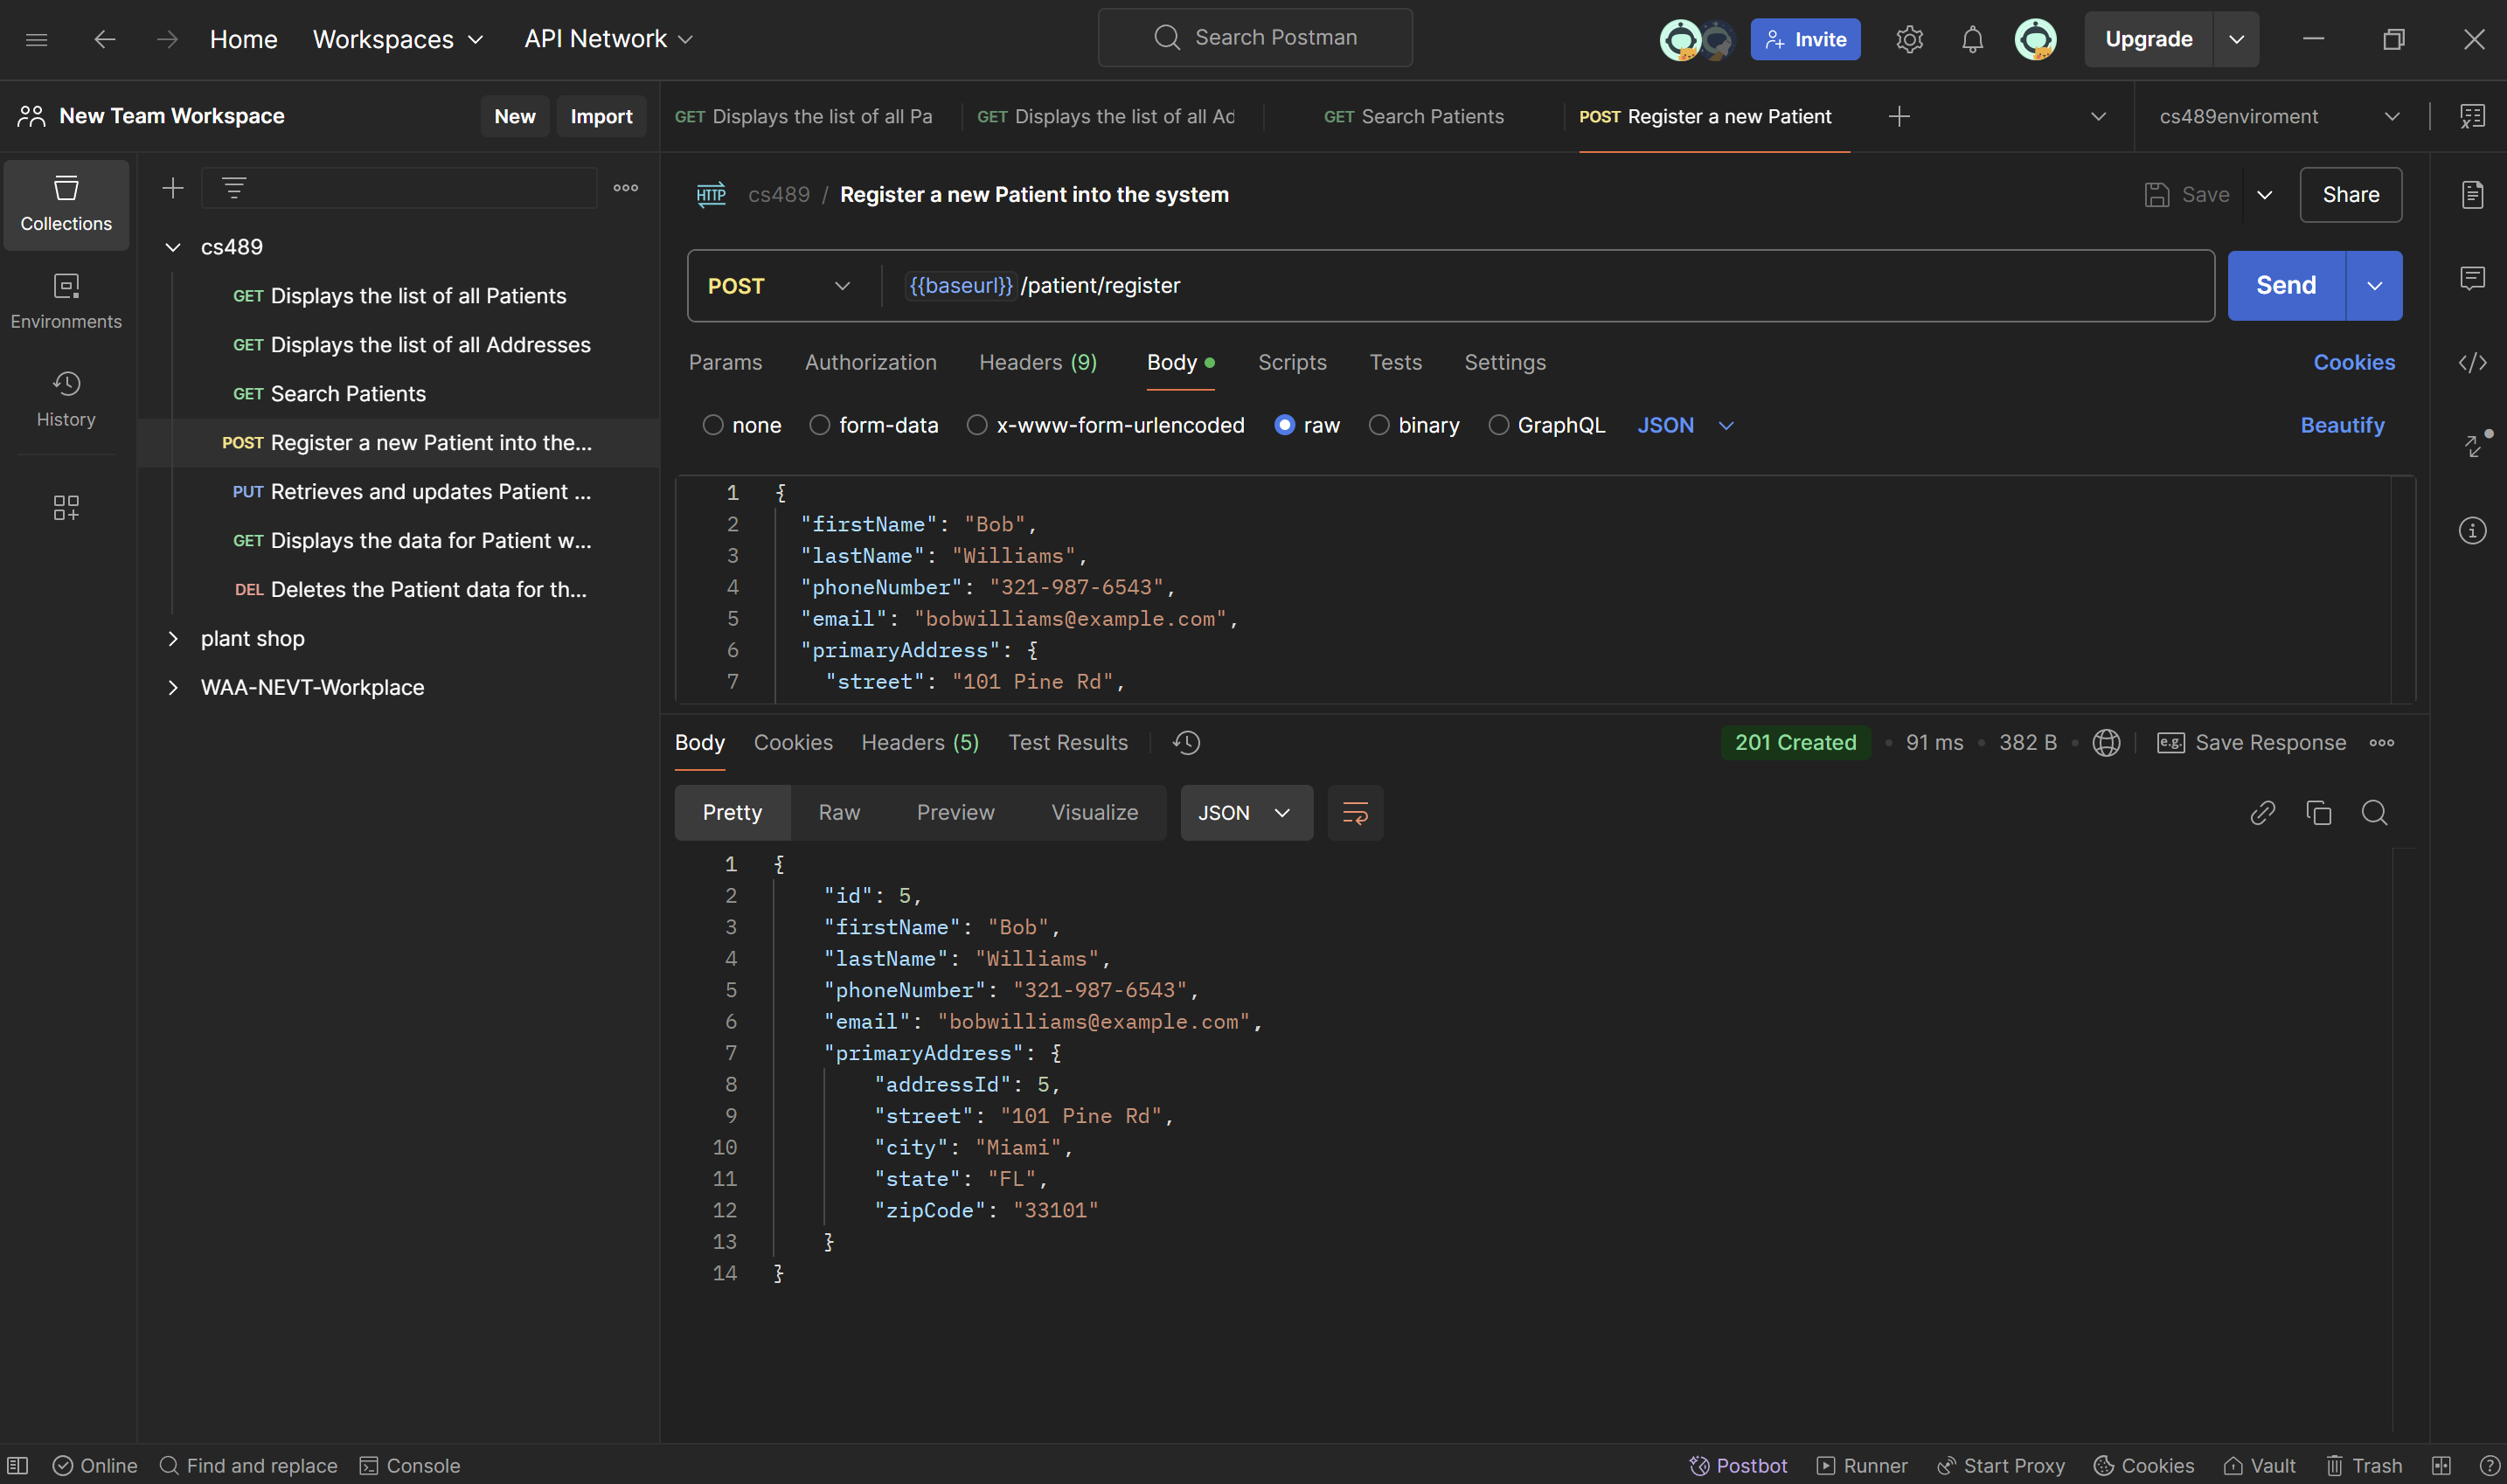 Home Workspaces API Network Search Postman Invite Upgrade
New Team Workspace New Import
GET Displays the list of all Pa GET Displays the list of all Ad GET Search Patients POST Register a new Patient cs489enviroment
Collections
Environments
History
cs489
GET Displays the list of all Patients
GET Displays the list of all Addresses
GET Search Patients
POST Register a new Patient into the...
PUT Retrieves and updates Patient ...
GET Displays the data for Patient w...
DEL Deletes the Patient data for th...
plant shop
WAA-NEVT-Workplace
HTTP cs489 / Register a new Patient into the system Save Share
POST {{baseurl}} /patient/register Send
Params Authorization Headers (9) Body Scripts Tests Settings Cookies
none form-data x-www-form-urlencoded raw binary GraphQL JSON Beautify
1 {
2 "firstName": "Bob",
3 "lastName": "Williams",
4 "phoneNumber": "321-987-6543",
5 "email": "bobwilliams@example.com",
6 "primaryAddress": {
7 "street": "101 Pine Rd",
Body Cookies Headers (5) Test Results 201 Created • 91 ms • 382 B • e.g. Save Response
Pretty Raw Preview Visualize JSON
1 {
2 "id": 5,
3 "firstName": "Bob",
4 "lastName": "Williams",
5 "phoneNumber": "321-987-6543",
6 "email": "bobwilliams@example.com",
7 "primaryAddress": {
8 "addressId": 5,
9 "street": "101 Pine Rd",
10 "city": "Miami",
11 "state": "FL",
12 "zipCode": "33101"
13 }
14 }
Online Find and replace Console Postbot Runner Start Proxy Cookies Vault Trash